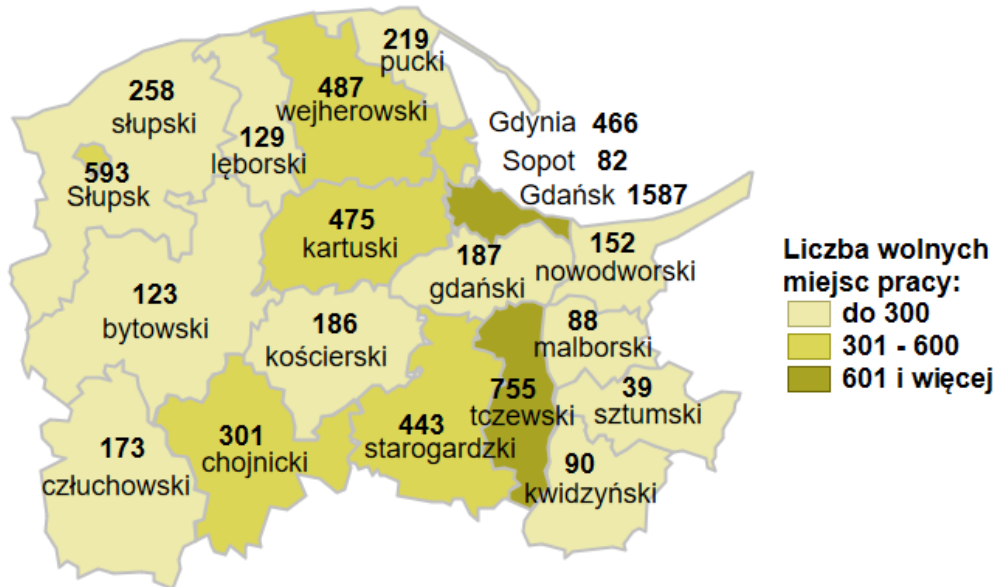 219
pucki
258
słupski
487
wejherowski
129
lęborski
Gdynia 466
Sopot 82
Gdańsk 1587
593
Słupsk
475
kartuski
187
gdański
152
nowodworski
123
bytowski
186
kościerski
88
malborski
755
tczewski
39
sztumski
173
człuchowski
301
chojnicki
443
starogardzki
90
kwidzyński
Liczba wolnych
miejsc pracy:
do 300
301 - 600
601 i więcej